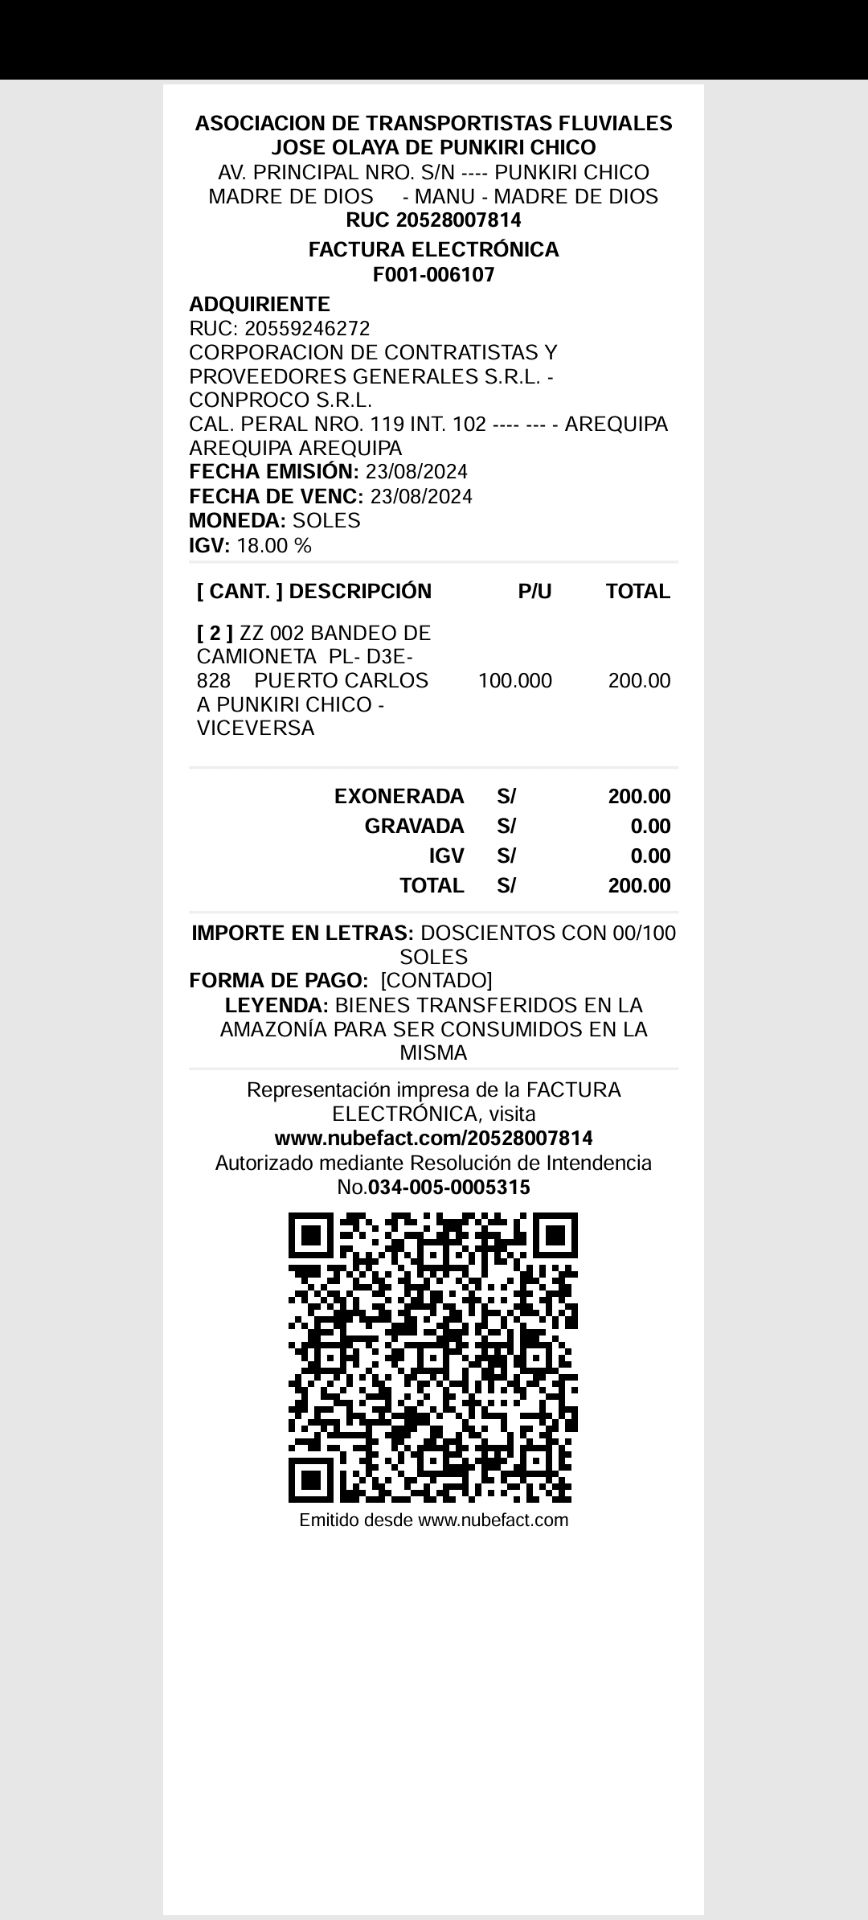 ASOCIACION DE TRANSPORTISTAS FLUVIALES
JOSE OLAYA DE PUNKIRI CHICO
AV. PRINCIPAL NRO. S/N ---- PUNKIRI CHICO
MADRE DE DIOS - MANU - MADRE DE DIOS
RUC 20528007814
FACTURA ELECTRÓNICA
F001-006107
ADQUIRIENTE
RUC: 20559246272
CORPORACION DE CONTRATISTAS Y
PROVEEDORES GENERALES S.R.L. -
CONPROCO S.R.L.
CAL. PERAL NRO. 119 INT. 102 ---- --- - AREQUIPA
AREQUIPA AREQUIPA
FECHA EMISIÓN: 23/08/2024
FECHA DE VENC: 23/08/2024
MONEDA: SOLES
IGV: 18.00 %
[ CANT. ] DESCRIPCIÓN P/U TOTAL
[ 2 ] ZZ 002 BANDEO DE
CAMIONETA PL- D3E-
828 PUERTO CARLOS 100.000 200.00
A PUNKIRI CHICO -
VICEVERSA
EXONERADA S/ 200.00
GRAVADA S/ 0.00
IGV S/ 0.00
TOTAL S/ 200.00
IMPORTE EN LETRAS: DOSCIENTOS CON 00/100
SOLES
FORMA DE PAGO: [CONTADO]
LEYENDA: BIENES TRANSFERIDOS EN LA
AMAZONÍA PARA SER CONSUMIDOS EN LA
MISMA
Representación impresa de la FACTURA
ELECTRÓNICA, visita
www.nubefact.com/20528007814
Autorizado mediante Resolución de Intendencia
No.034-005-0005315
Emitido desde www.nubefact.com